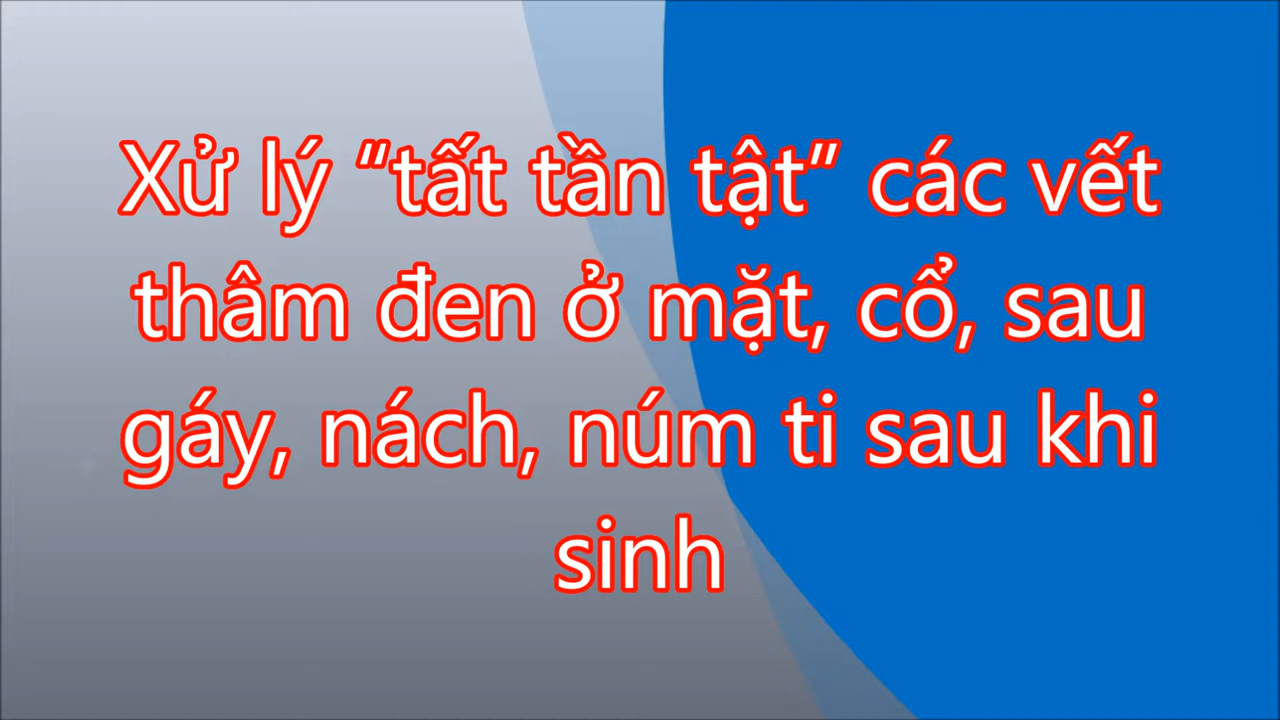 Xử lý “tất tần tật” các vết
thâm đen ở mặt, cổ, sau
gáy, nách, núm ti sau khi
sinh